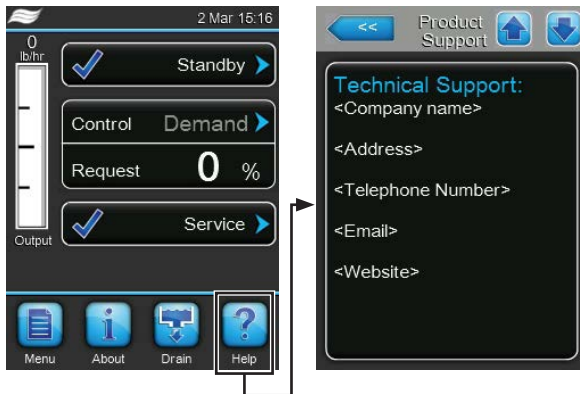 2 Mar 15:16
0
lb/hr
Standby
Control Demand
Request 0 %
Service
Output
Menu About Drain Help
<< Product
Support
Technical Support:
<Company name>
<Address>
<Telephone Number>
<Email>
<Website>